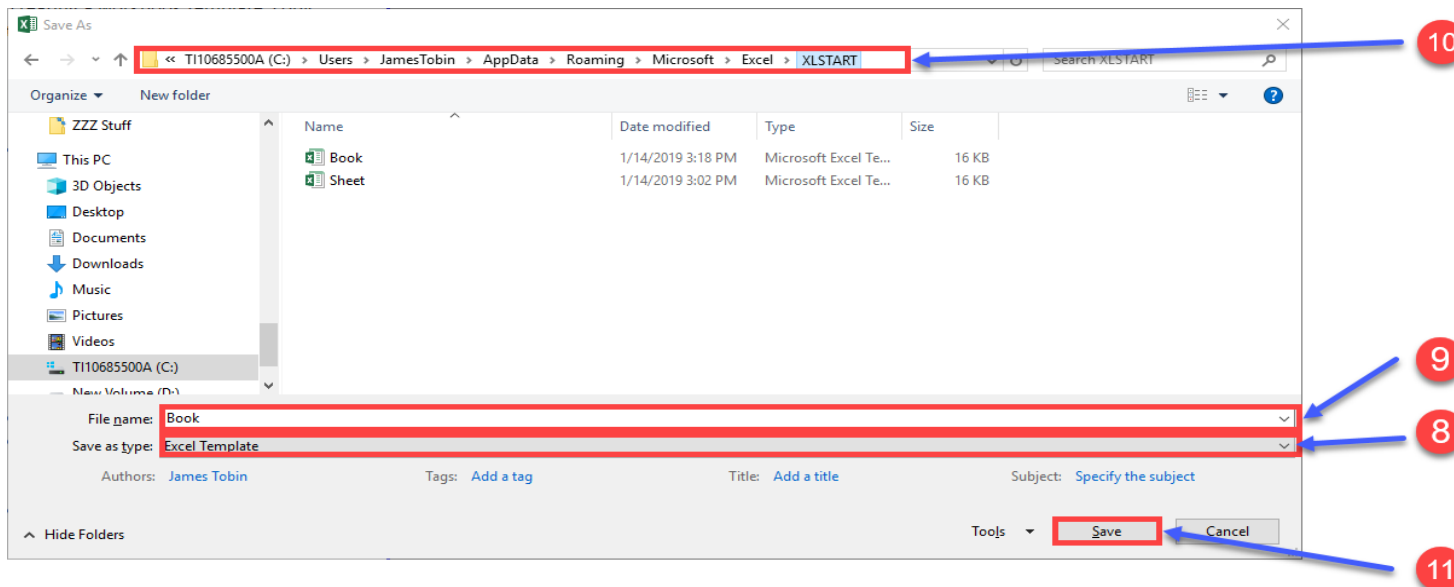 Save As
« TI10685500A (C:) › Users › JamesTobin › AppData › Roaming › Microsoft › Excel › XLSTART
Search XLSTART
10
Organize New folder
?
ZZZ Stuff
Name Date modified Type Size
This PC
Book 1/14/2019 3:18 PM Microsoft Excel Te... 16 KB
3D Objects
Sheet 1/14/2019 3:02 PM Microsoft Excel Te... 16 KB
Desktop
Documents
Downloads
Music
Pictures
Videos
TI10685500A (C:)
New Volume (D:)
9
File name: Book
Save as type: Excel Template
8
Authors: James Tobin Tags: Add a tag Title: Add a title Subject: Specify the subject
Hide Folders Tools Save Cancel
11